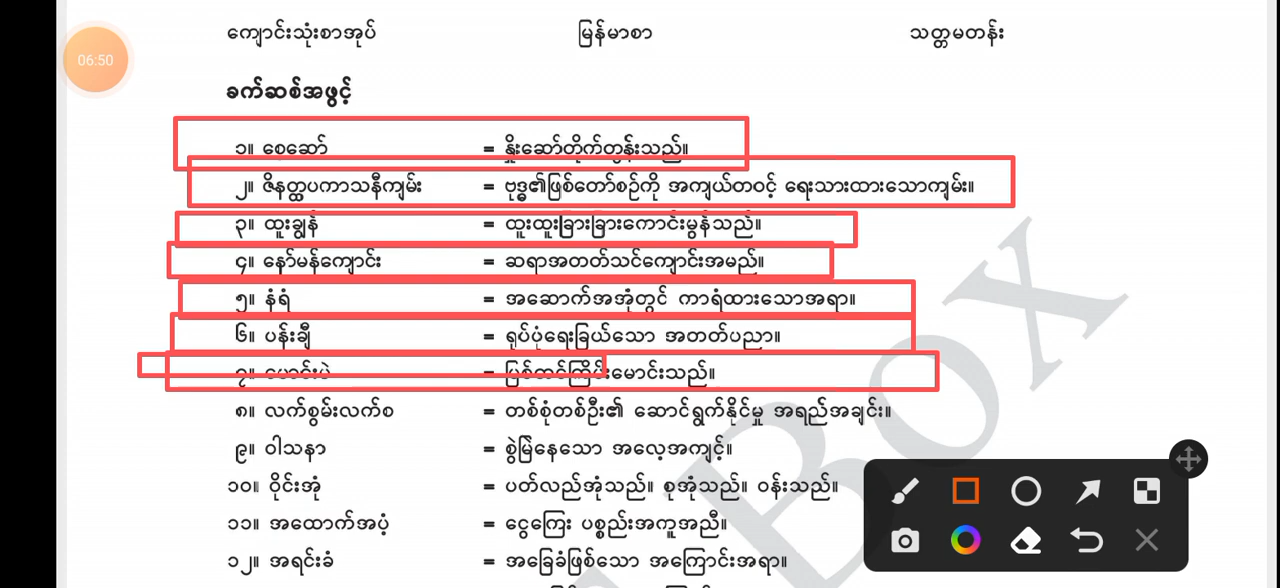 ကျောင်းသုံးစာအုပ် မြန်မာစာ သတ္တမတန်း
06:50
ခက်ဆစ်အဖွင့်
၁။ စေ့ဆော် = နှိုးဆော်တိုက်တွန်းသည်။
၂။ ဇိနတ္ထပကာသနီကျမ်း = ဗုဒ္ဓ၏ဖြစ်တော်စဉ်ကို အကျယ်တဝင့် ရေးသားထားသောကျမ်း။
၃။ ထူးချွန် = ထူးထူးခြားခြားကောင်းမွန်သည်။
၄။ နော်မန်ကျောင်း = ဆရာအတတ်သင်ကျောင်းအမည်။
၅။ နံရံ = အဆောက်အအုံတွင် ကာရံထားသောအရာ။
၆။ ပန်းချီ = ရုပ်ပုံရေးခြယ်သော အတတ်ပညာ။
၇။ = မောင်းသည်။
၈။ လက်စွမ်းလက်စ = တစ်စုံတစ်ဦး၏ ဆောင်ရွက်နိုင်မှု အရည်အချင်း။
၉။ ဝါသနာ = စွဲမြဲနေသော အလေ့အကျင့်။
၁၀။ ဝိုင်းအုံ = ပတ်လည်အုံသည်။ စုအုံသည်။ ဝန်းသည်။
၁၁။ အထောက်အပံ့ = ငွေကြေး ပစ္စည်းအကူအညီ။
၁၂။ အရင်းခံ = အခြေခံဖြစ်သော အကြောင်းအရာ။
BOX